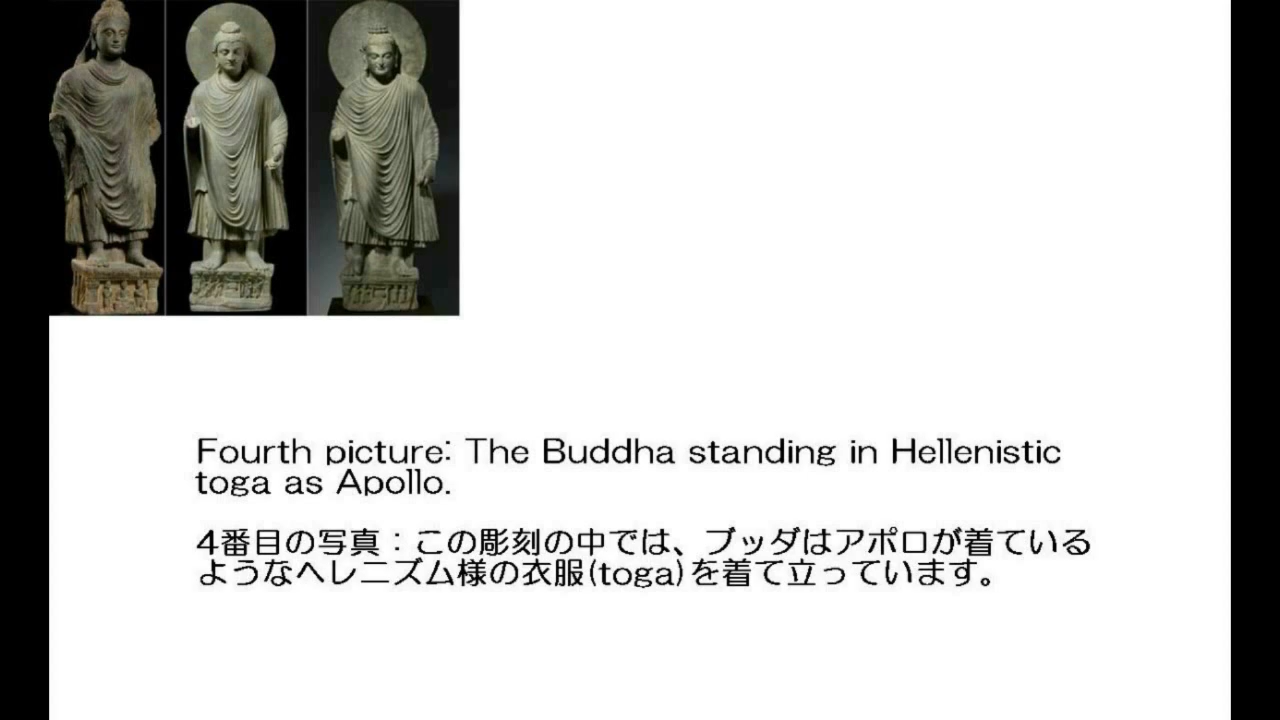 Fourth picture: The Buddha standing in Hellenistic
toga as Apollo.
4番目の写真：この彫刻の中では、ブッダはアポロが着ている
ようなヘレニズム様の衣服(toga)を着て立っています。